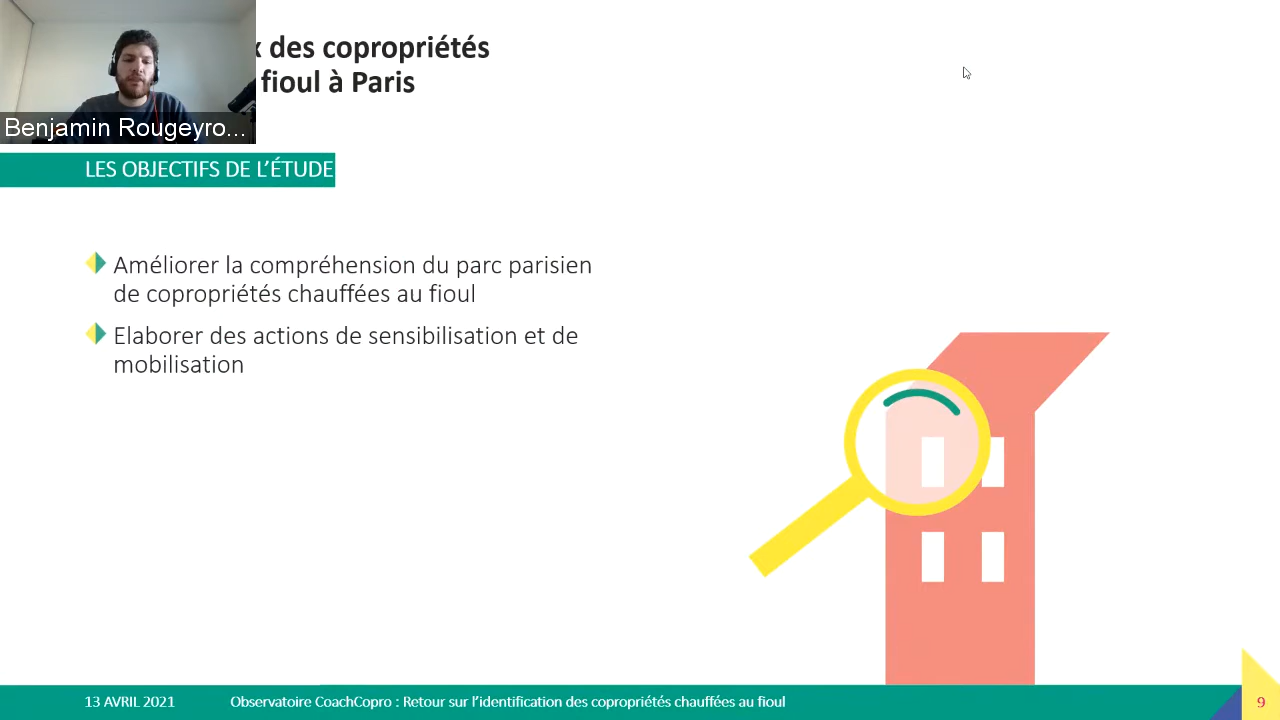 des copropriétés
fioul à Paris
Benjamin Rougeyro...
LES OBJECTIFS DE L'ÉTUDE
Améliorer la compréhension du parc parisien
de copropriétés chauffées au fioul
Elaborer des actions de sensibilisation et de
mobilisation
13 AVRIL 2021
Observatoire CoachCopro : Retour sur l'identification des copropriétés chauffées au fioul
9